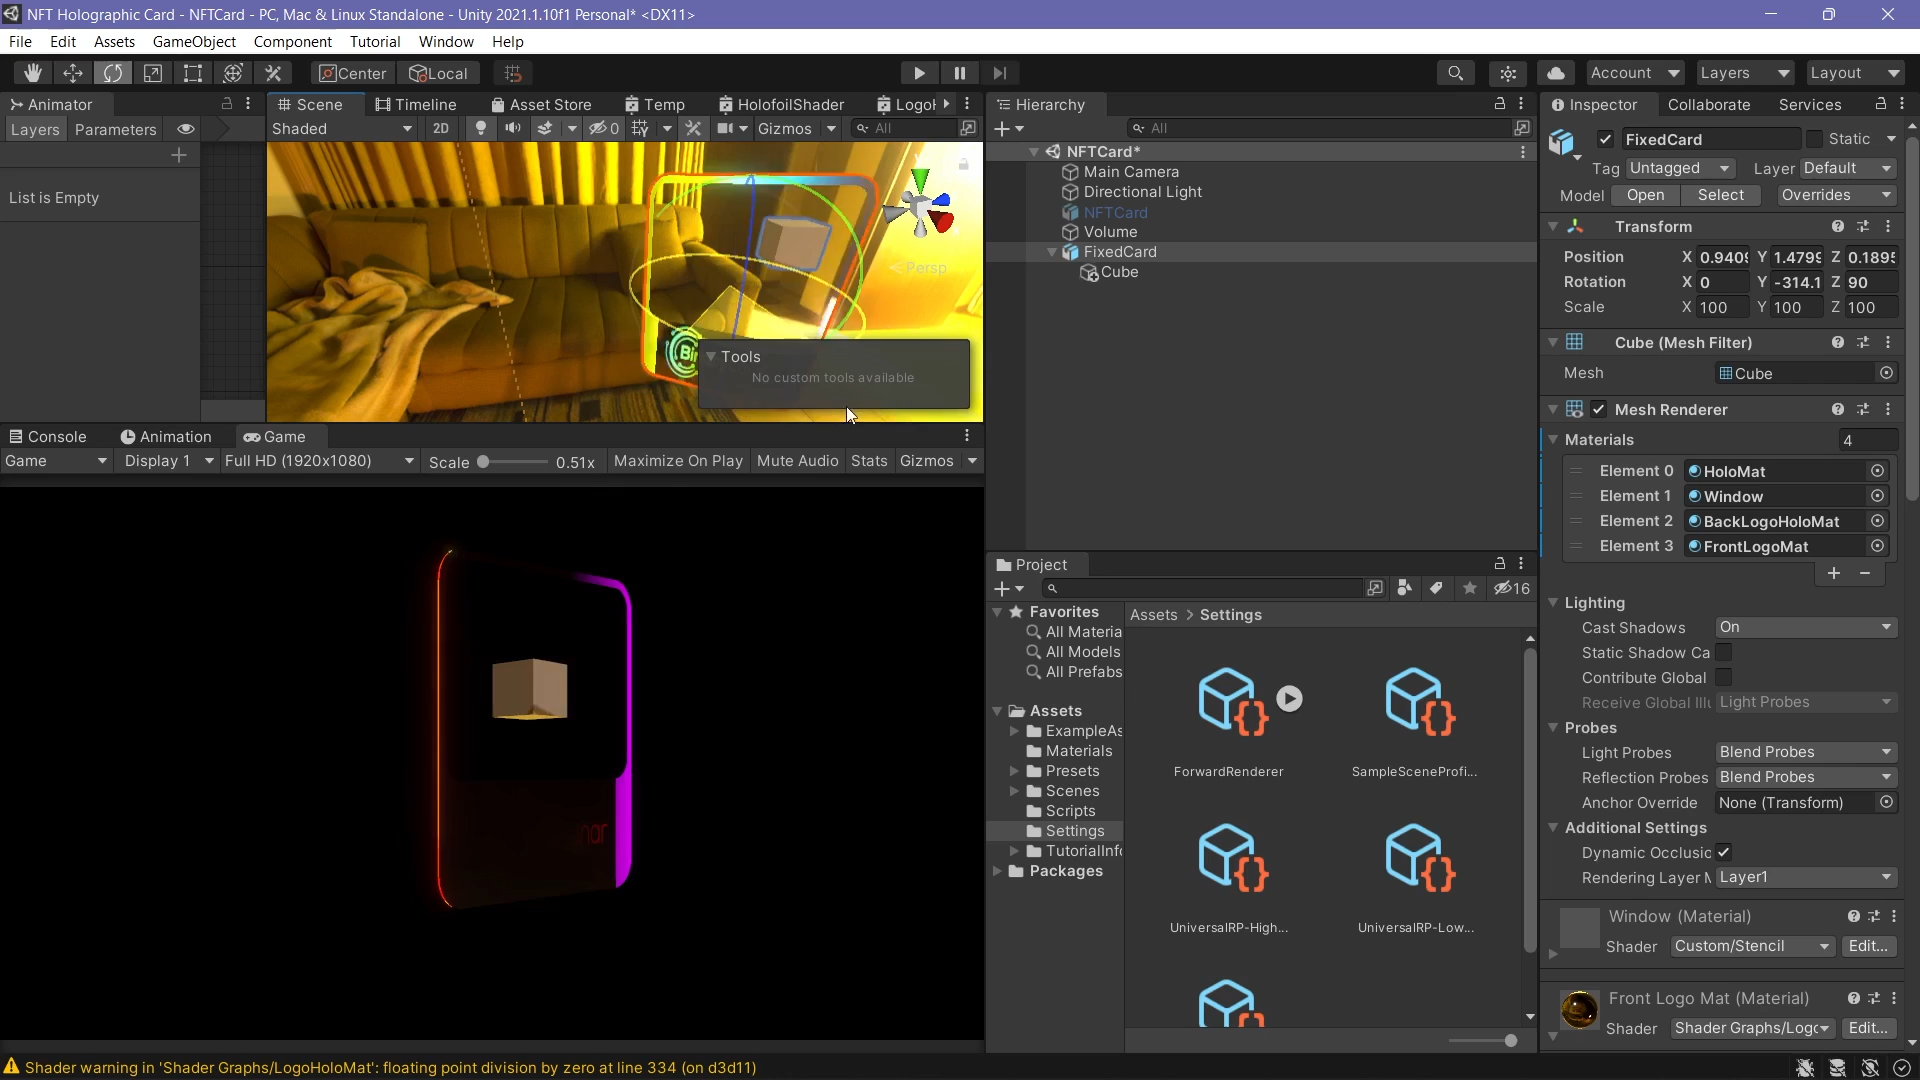 NFT Holographic Card - NFTCard - PC, Mac & Linux Standalone - Unity 2021.1.10f1 Personal* <DX11>
File Edit Assets GameObject Component Tutorial Window Help
Center Local Account Layers Layout
Animator
Layers Parameters
List is Empty
Scene Timeline Asset Store Temp HolofoilShader
Shaded 2D 0 Gizmos All
Persp
Tools
No custom tools available
Console Animation Game
Game Display 1 Full HD (1920x1080) Scale 0.51x Maximize On Play Mute Audio Stats Gizmos
Hierarchy
All
NFTCard*
Main Camera
Directional Light
NFTCard
Volume
FixedCard
Cube
Project
16
Favorites
All Materia
All Models
All Prefabs
Assets
ExampleAs
Materials
Presets
Scenes
Scripts
Settings
TutorialInfo
Packages
Assets > Settings
ForwardRenderer
SampleSceneProfi...
UniversalRP-High...
UniversalRP-Low...
Inspector Collaborate Services
FixedCard Static
Tag Untagged Layer Default
Model Open Select Overrides
Transform
Position X 0.9409 Y 1.4799 Z 0.1895
Rotation X 0 Y -314.1 Z 90
Scale X 100 Y 100 Z 100
Cube (Mesh Filter)
Mesh Cube
Mesh Renderer
Materials 4
Element 0 HoloMat
Element 1 Window
Element 2 BackLogoHoloMat
Element 3 FrontLogoMat
Lighting
Cast Shadows On
Static Shadow Ca
Contribute Global
Receive Global Illu Light Probes
Probes
Light Probes Blend Probes
Reflection Probes Blend Probes
Anchor Override None (Transform)
Additional Settings
Dynamic Occlusic
Rendering Layer M Layer1
Window (Material)
Shader Custom/Stencil Edit...
Front Logo Mat (Material)
Shader Shader Graphs/Logo Edit...
Shader warning in 'Shader Graphs/LogoHoloMat': floating point division by zero at line 334 (on d3d11)